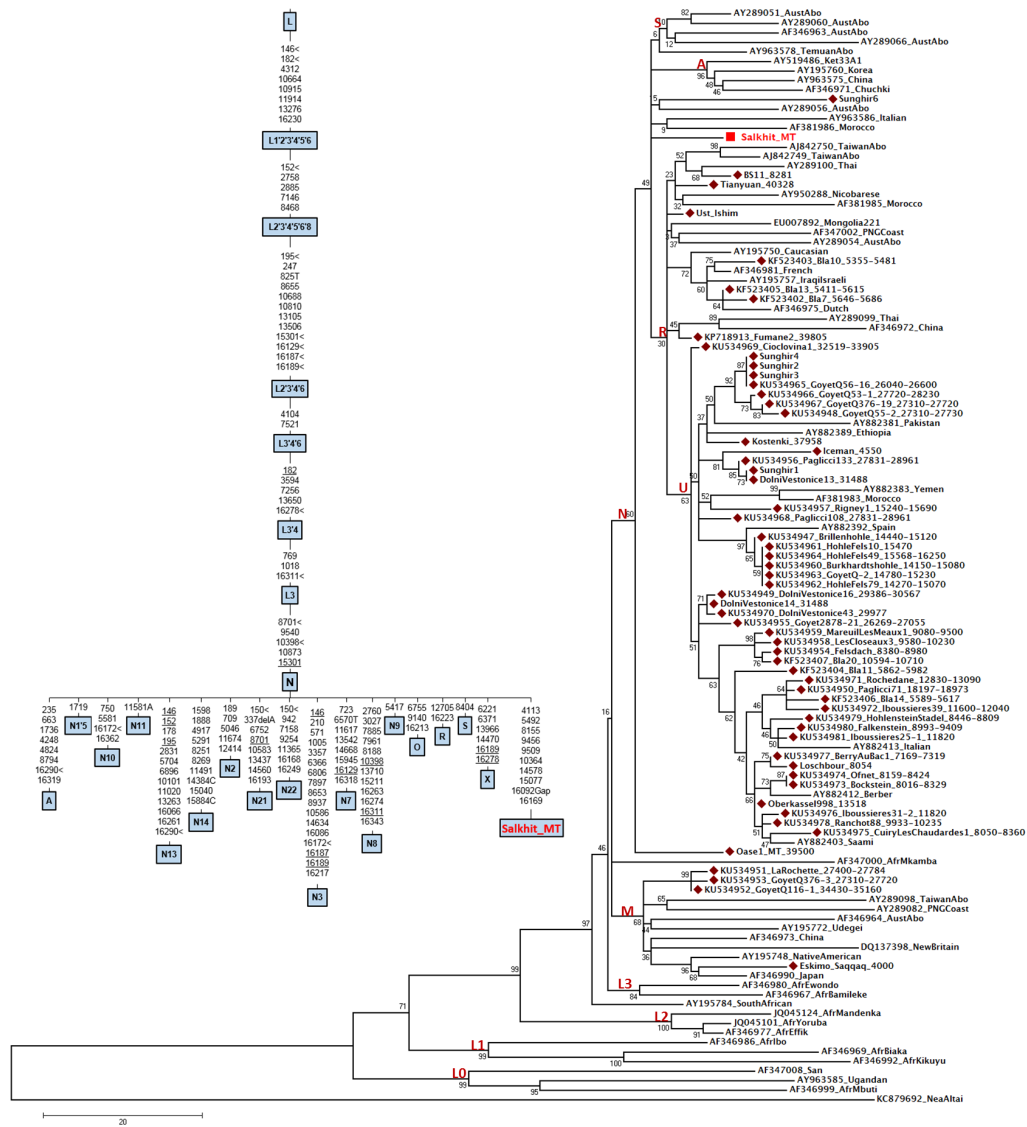 L
146<
182<
4312
10664
10915
11914
13276
16230
L1'2'3'4'5'6
152<
2758
2885
7146
8468
L2'3'4'5'6'8
195<
247
825T
8655
10688
10810
13105
13506
15301<
16129<
16187<
16189<
L2'3'4'6
4104
7521
L3'4'6
182
3594
7256
13650
16278<
L3'4
769
1018
16311<
L3
8701<
9540
10398<
10873
15301
N
235
663
1736
4248
4824
8794
16290<
16319
A
1719
N1'5
750
5581
16172<
16362
N10
11581A
N11
146
152
178
195
2831
5704
8269
6896
10101
11020
13263
16066
16261
16290<
N13
1598
1888
4917
5291
8251
8269
11491
14384C
15040
15884C
N14
189
709
5046
11674
12414
N2
150<
337delA
6752
8701
10583
13437
14560
16193
N21
150<
942
7158
9254
11365
16168
16249
N22
146
210
571
1005
3357
6366
6806
7897
8653
8937
10586
14634
16086
16172<
16187
16189
16217
N3
723
6570T
11617
13542
14668
15945
16129
16318
N7
2760
3027
7885
7961
8188
10398
13710
15211
16263
16274
16311
16343
N8
5417
N9
6755
9140
16213
O
12705
16223
R
8404
S
6221
6371
13966
14470
16189
16278
X
4113
5492
8155
9456
9509
10364
14578
15077
16092Gap
16169
Salkhit_MT
20
AY289051_AustAbo
AY289060_AustAbo
AF346963_AustAbo
AY289066_AustAbo
AY963578_TemuanAbo
AY519486_Ket33A1
AY195760_Korea
AY963575_China
AF346971_Chuchki
Sunghir6
AY289056_AustAbo
AY963586_Italian
AF381986_Morocco
Salkhit_MT
AJ842750_TaiwanAbo
AJ842749_TaiwanAbo
AY289100_Thai
BS11_8281
Tianyuan_40328
AY950288_Nicobarese
AF381985_Morocco
Ust_Ishim
EU007892_Mongolia221
AF347002_PNGCoast
AY289054_AustAbo
AY195750_Caucasian
KF523403_Bla10_5355-5481
AF346981_French
AY195757_IraqiIsraeli
KF523405_Bla13_5411-5615
KF523402_Bla7_5646-5686
AF346975_Dutch
AY289099_Thai
AF346972_China
KP718913_Fumane2_39805
KU534969_Cioclovina1_32519-33905
Sunghir4
Sunghir2
Sunghir3
KU534965_GoyetQ56-16_26040-26600
KU534966_GoyetQ53-1_27720-28230
KU534967_GoyetQ376-19_27310-27720
KU534948_GoyetQ55-2_27310-27730
AY882381_Pakistan
AY882389_Ethiopia
Kostenki_37958
Iceman_4550
KU534956_Paglicci133_27831-28961
Sunghir1
DolniVestonice13_31488
AY882383_Yemen
AF381983_Morocco
KU534957_Rigney1_15240-15690
KU534968_Paglicci108_27831-28961
AY882392_Spain
KU534947_Brillenhohle_14440-15120
KU534961_HohleFels10_15470
KU534964_HohleFels49_15568-16250
KU534960_Burkhardtshohle_14150-15080
KU534963_GoyetQ-2_14780-15230
KU534962_HohleFels79_14270-15070
KU534949_DolniVestonice16_29386-30567
DolniVestonice14_31488
KU534970_DolniVestonice43_29977
KU534955_Goyet2878-21_26269-27055
KU534959_MareuilLesMeaux1_9080-9500
KU534958_LesCloseaux3_9580-10230
KU534954_Felsdach_8380-8980
KF523407_Bla20_10594-10710
KF523404_Bla11_5862-5982
KU534971_Rochedane_12830-13090
KU534950_Paglicci71_18197-18973
KF523406_Bla14_5589-5617
KU534972_Iboussieres39_11600-12040
KU534979_HohlensteinStadel_8446-8809
KU534980_Falkenstein_8993-9409
KU534981_Iboussieres25-1_11820
AY882413_Italian
KU534977_BerryAuBac1_7169-7319
Loschbour_8054
KU534974_Ofnet_8159-8424
KU534973_Bockstein_8016-8329
AY882412_Berber
Oberkassel998_13518
KU534976_Iboussieres31-2_11820
KU534978_Ranchot88_9933-10235
KU534975_CuiryLesChaudardes1_8050-8360
AY882403_Saami
Oase1_MT_39500
AF347000_AfrMkamba
KU534951_LaRochette_27400-27784
KU534953_GoyetQ376-3_27310-27720
KU534952_GoyetQ116-1_34430-35160
AY289098_TaiwanAbo
AY289082_PNGCoast
AF346964_AustAbo
AY195772_Udegei
AF346973_China
DQ137398_NewBritain
AY195748_NativeAmerican
Eskimo_Saqqaq_4000
AF346990_Japan
AF346980_AfrEwondo
AF346967_AfrBamileke
AY195784_SouthAfrican
JQ045124_AfrMandenka
JQ045101_AfrYoruba
AF346977_AfrEffik
AF346986_AfrIbo
AF346969_AfrBiaka
AF346992_AfrKikuyu
AF347008_San
AY963585_Ugandan
AF346999_AfrMbuti
KC879692_NeaAltai
S
A
R
U
N
M
L3
L2
L1
L0